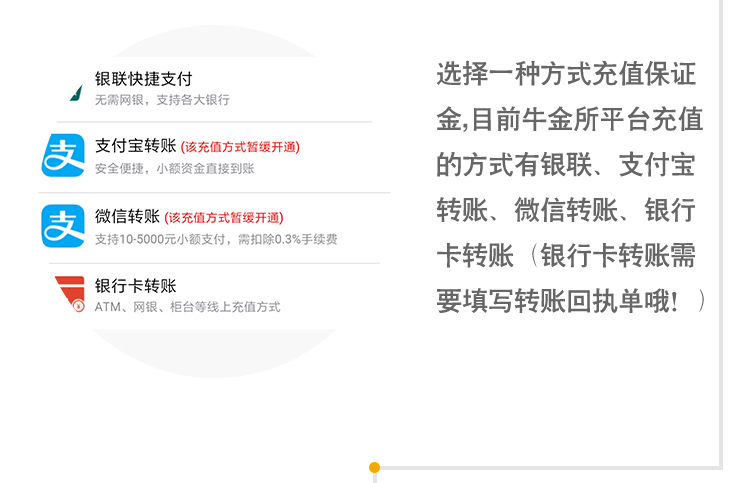 银联快捷支付
无需网银，支持各大银行
支付宝转账 (该充值方式暂缓开通)
安全便捷，小额资金直接到账
微信转账 (该充值方式暂缓开通)
支持10-5000元小额支付，需扣除0.3%手续费
银行卡转账
ATM、网银、柜台等线上充值方式
选择一种方式充值保证
金,目前牛金所平台充值
的方式有银联、支付宝
转账、微信转账、银行
卡转账（银行卡转账需
要填写转账回执单哦！）